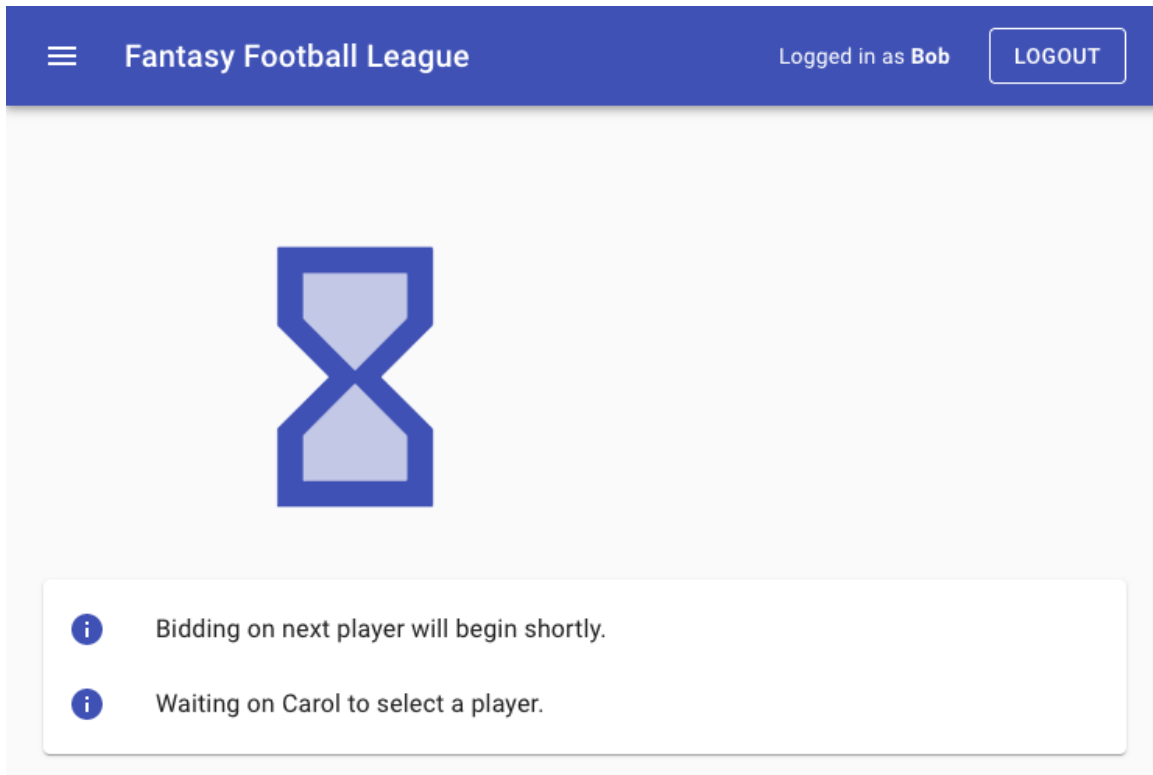 Fantasy Football League
Logged in as Bob
LOGOUT
Bidding on next player will begin shortly.
Waiting on Carol to select a player.